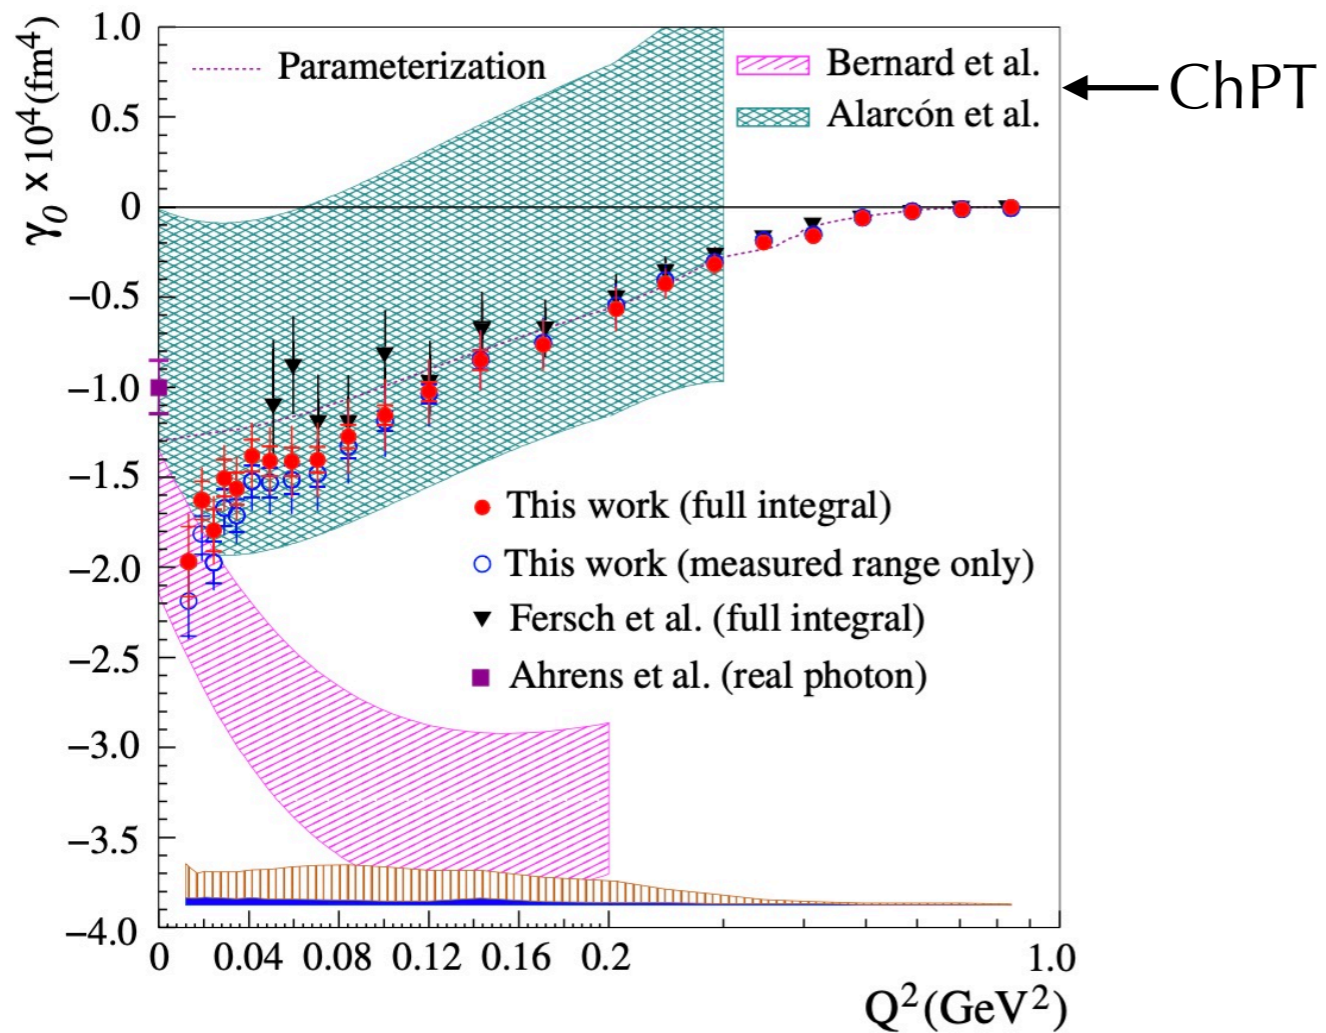 γ₀ x10⁴(fm⁴)
1.0
0.5
0
−0.5
−1.0
−1.5
−2.0
−2.5
−3.0
−3.5
−4.0
Parameterization
Bernard et al.
Alarcón et al.
ChPT
This work (full integral)
This work (measured range only)
Fersch et al. (full integral)
Ahrens et al. (real photon)
0 0.04 0.08 0.12 0.16 0.2 1.0
Q²(GeV²)